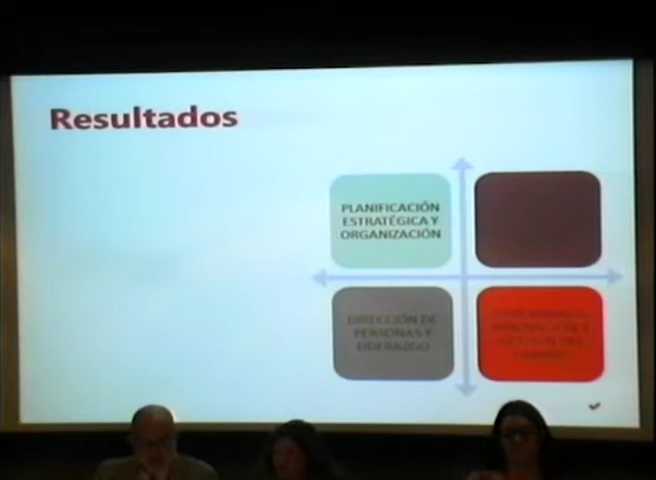 Resultados
PLANIFICACIÓN
ESTRATÉGICA Y
ORGANIZACIÓN
DIRECCIÓN DE
PERSONAS Y
LIDERAZGO